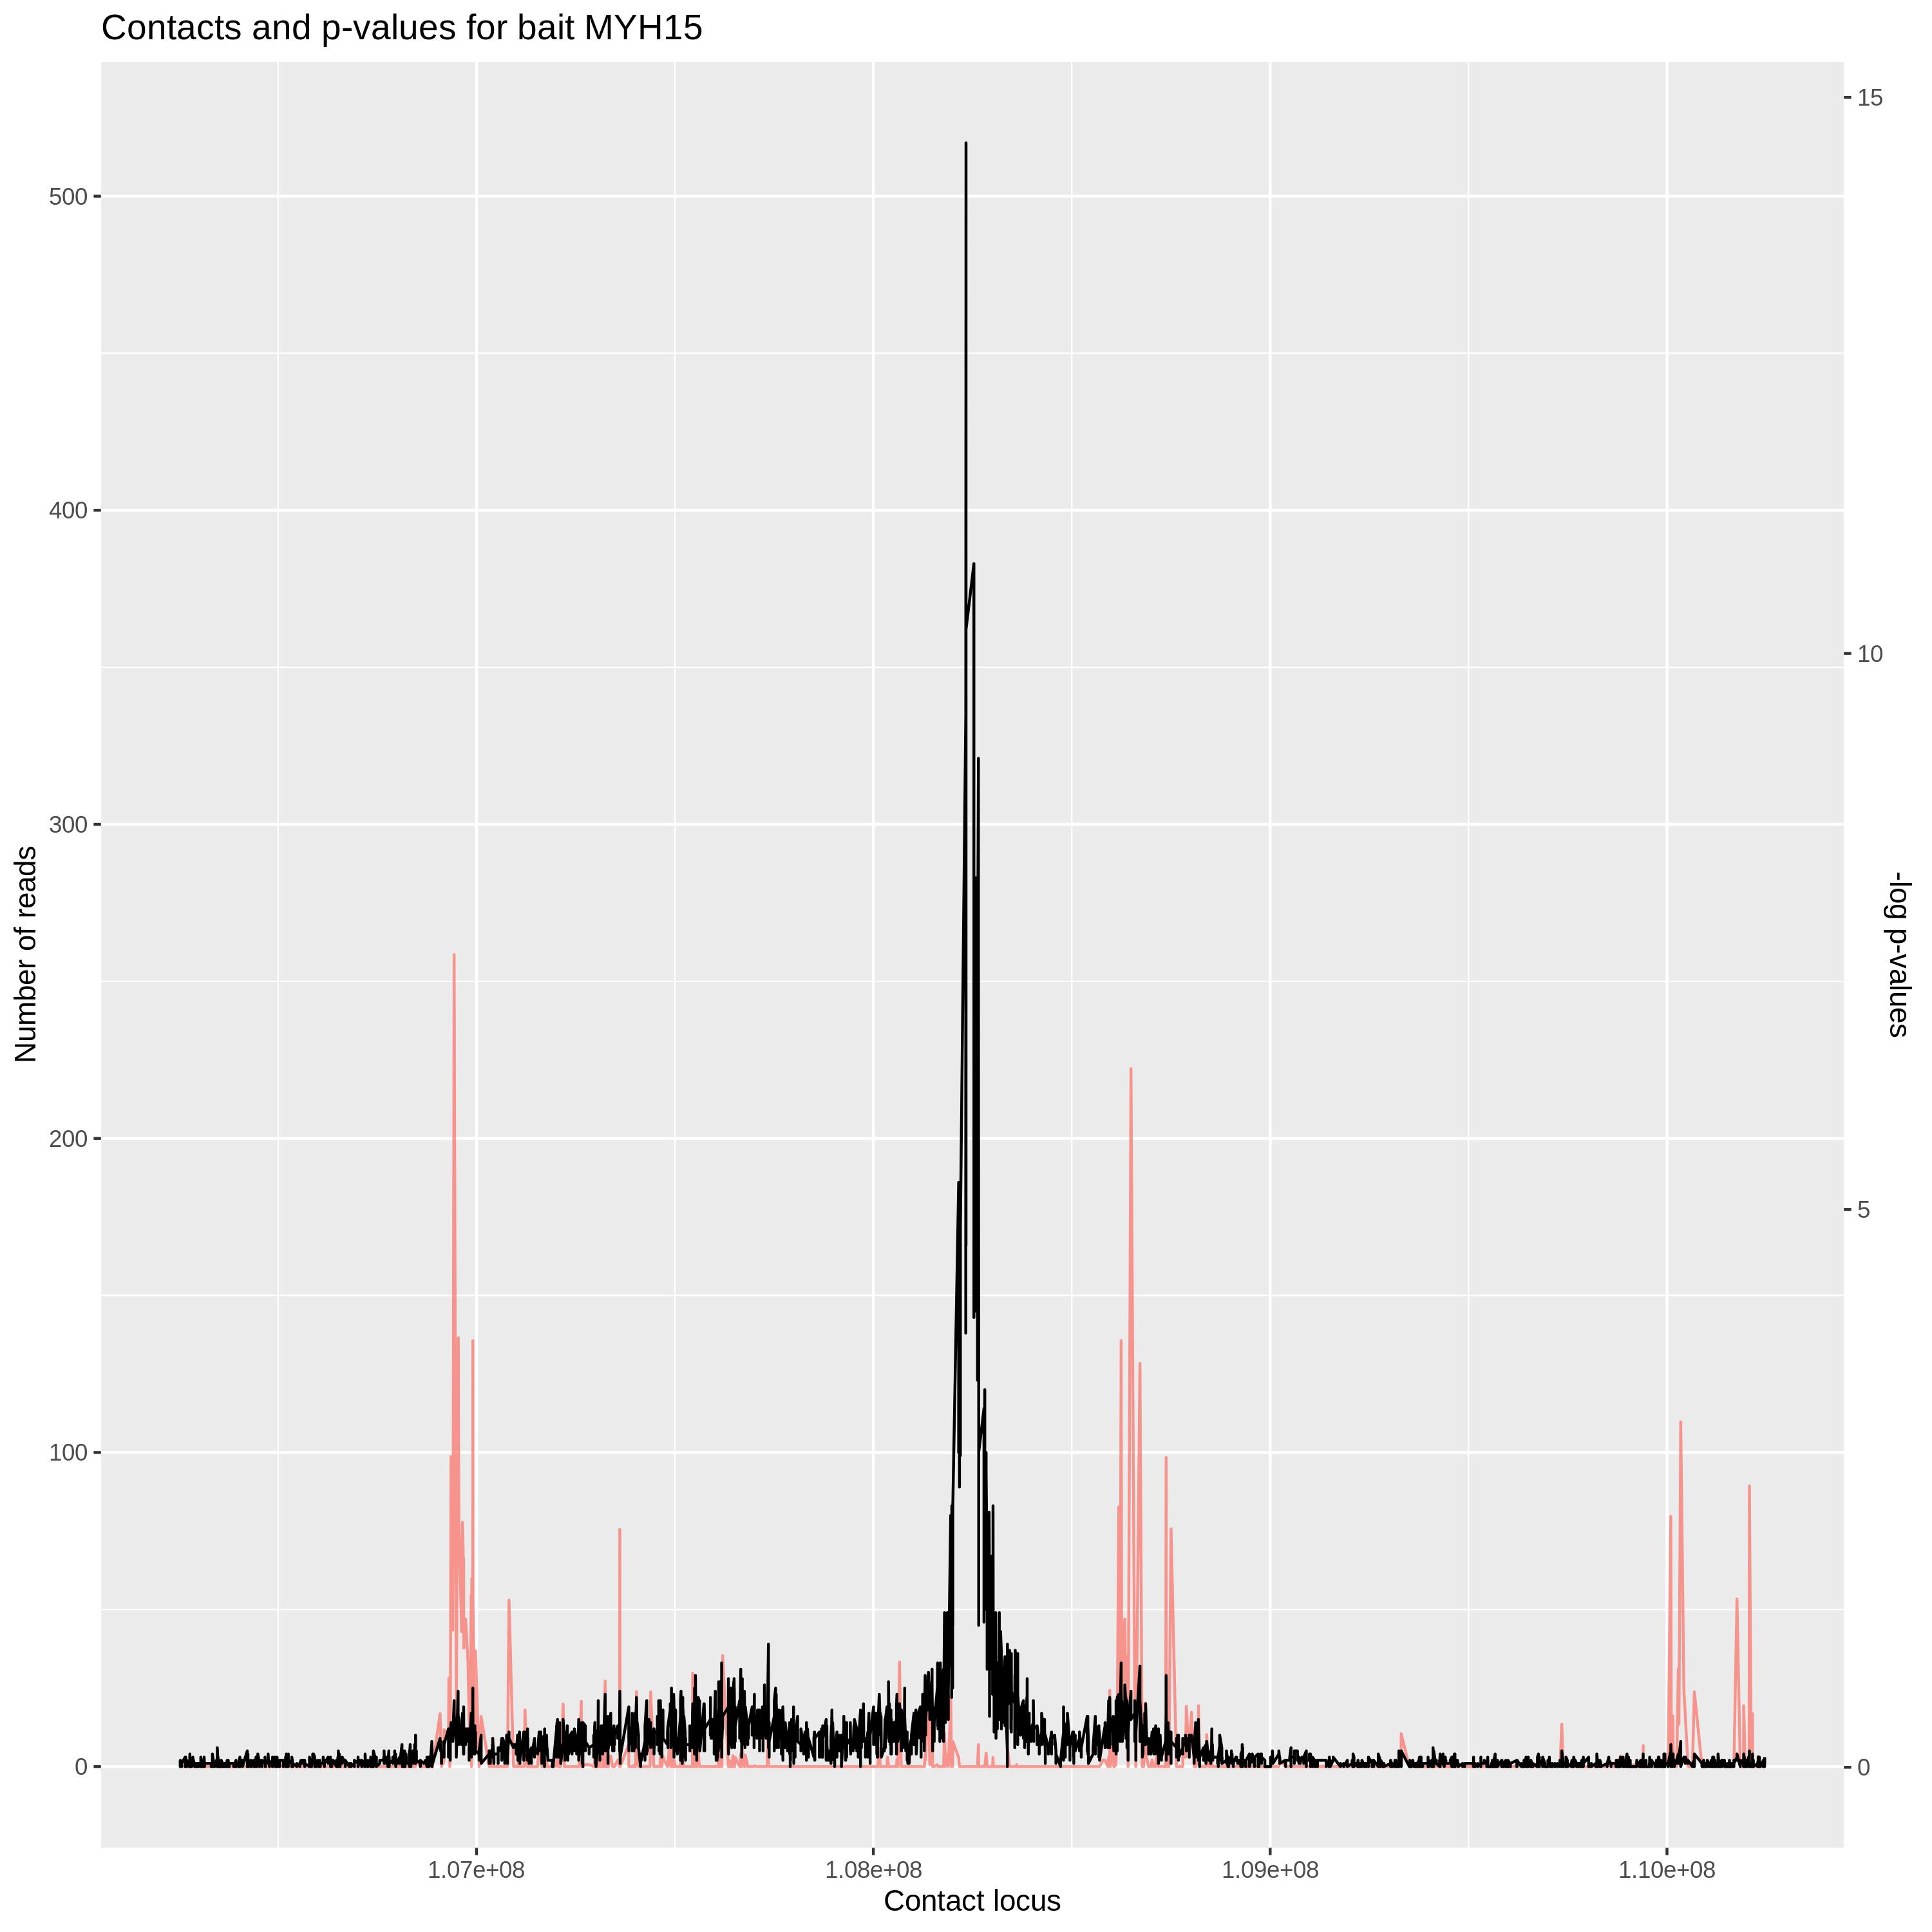 Contacts and p-values for bait MYH15
15
500
400
10
300
Number of reads
-log p-values
200
5
100
0
0
1.07e+08
1.08e+08
1.09e+08
1.10e+08
Contact locus